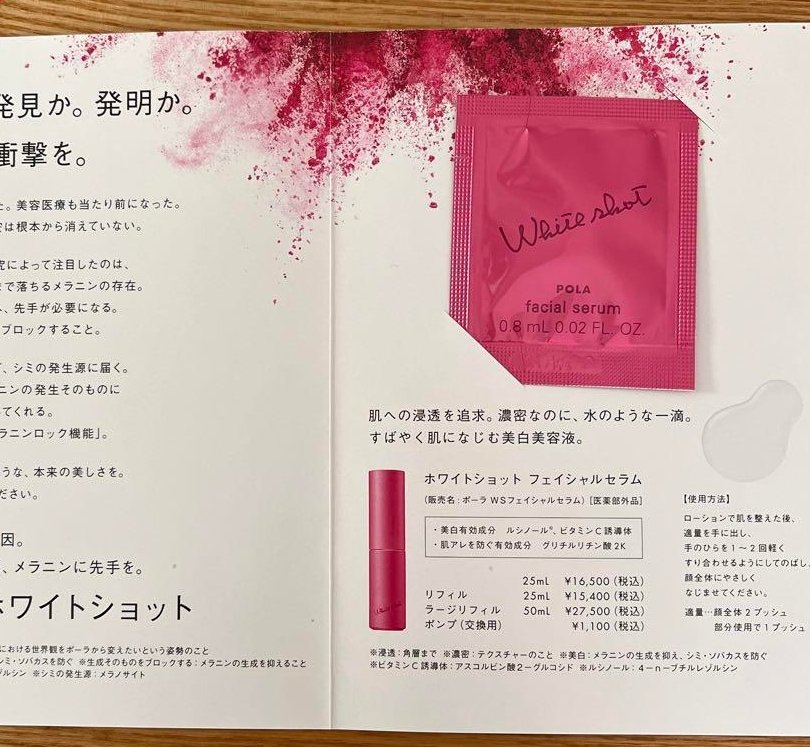 発見か。発明か。
衝撃を。
た。美容医療も当たり前になった。
は根本から消えていない。
究によって注目したのは、
まで落ちるメラニンの存在。
、先手が必要になる。
ブロックすること。
、シミの発生源に届く。
ニンの発生そのものに
てくれる。
ラニンロック機能」。
うな、本来の美しさを。
ださい。
因。
、メラニンに先手を。
ホワイトショット
における世界観をポーラから変えたいという姿勢のこと
シミ・ソバカスを防ぐ ※生成そのものをブロックする：メラニンの生成を抑えること
ルシン ※シミの発生源：メラノサイト
White shot
POLA
facial serum
0.8 mL 0.02 FL. OZ.
肌への浸透を追求。濃密なのに、水のような一滴。
すばやく肌になじむ美白美容液。
ホワイトショット フェイシャルセラム
（販売名：ポーラ WSフェイシャルセラム）［医薬部外品］
・美白有効成分 ルシノール®、ビタミンC誘導体
・肌アレを防ぐ有効成分 グリチルリチン酸2K
25mL ¥16,500（税込）
リフィル 25mL ¥15,400（税込）
ラージリフィル 50mL ¥27,500（税込）
ポンプ（交換用） ¥1,100（税込）
White shot
【使用方法】
ローションで肌を整えた後、
適量を手に出し、
手のひらを1〜2回軽く
すり合わせるようにしてのばし、
顔全体にやさしく
なじませてください。
適量…顔全体2プッシュ
部分使用で1プッシュ
※浸透：角層まで ※濃密：テクスチャーのこと ※美白：メラニンの生成を抑え、シミ・ソバカスを防ぐ
※ビタミンC誘導体：アスコルビン酸2−グルコシド ※ルシノール：4−n−ブチルレゾルシン